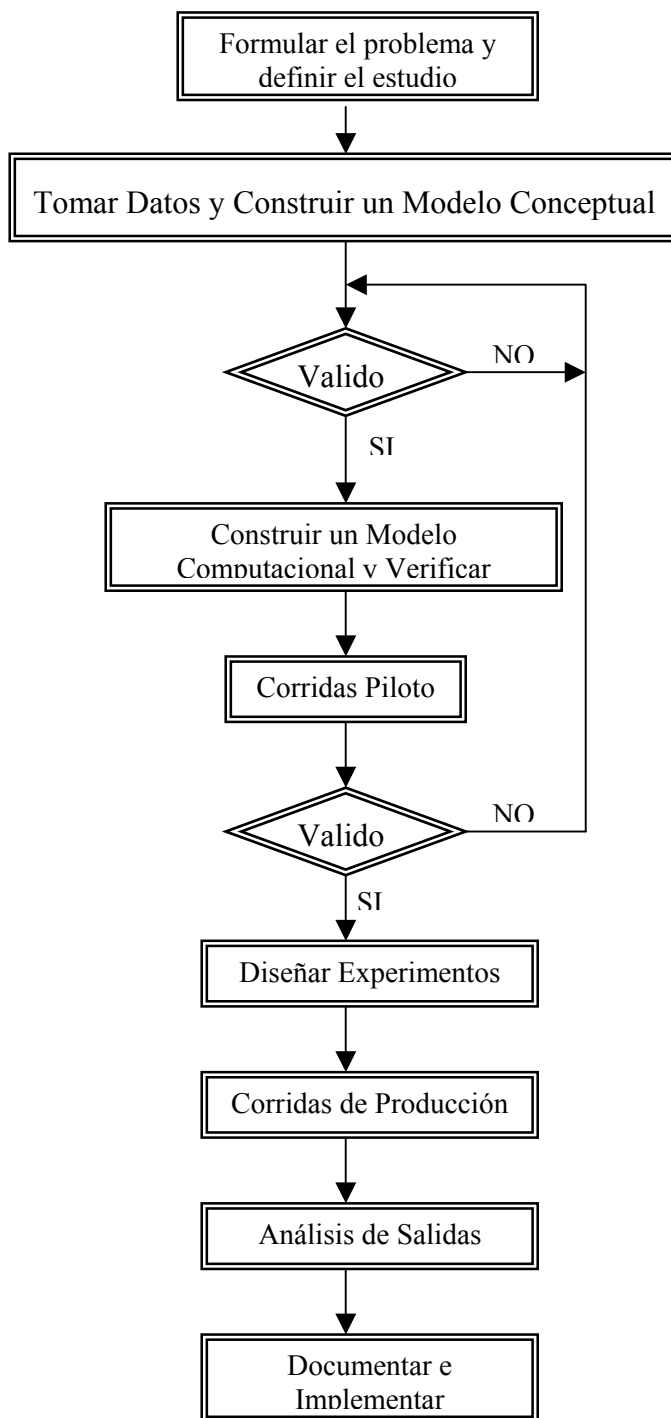 Formular el problema y
definir el estudio
Tomar Datos y Construir un Modelo Conceptual
NO
Valido
SI
Construir un Modelo
Computacional y Verificar
Corridas Piloto
NO
Valido
SI
Diseñar Experimentos
Corridas de Producción
Análisis de Salidas
Documentar e
Implementar